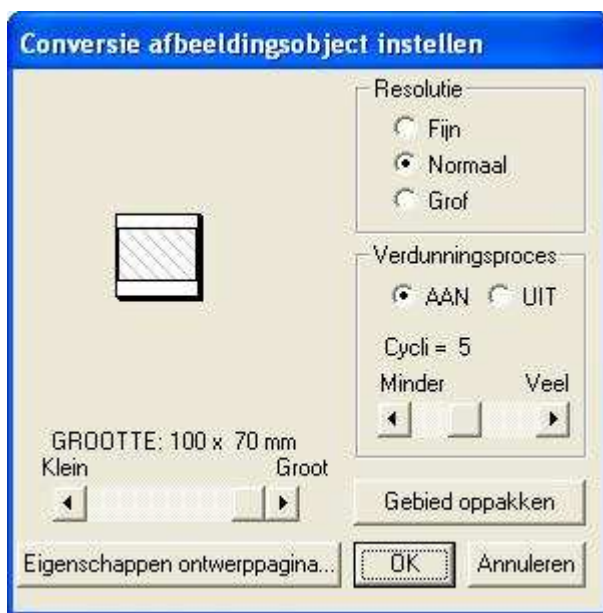 Conversie afbeeldingsobject instellen
Resolutie
Fijn
Normaal
Grof
Verdunningsproces
AAN UIT
Cycli = 5
Minder Veel
GROOTTE: 100 x 70 mm
Klein Groot
Gebied oppakken
Eigenschappen ontwerppagina... OK Annuleren